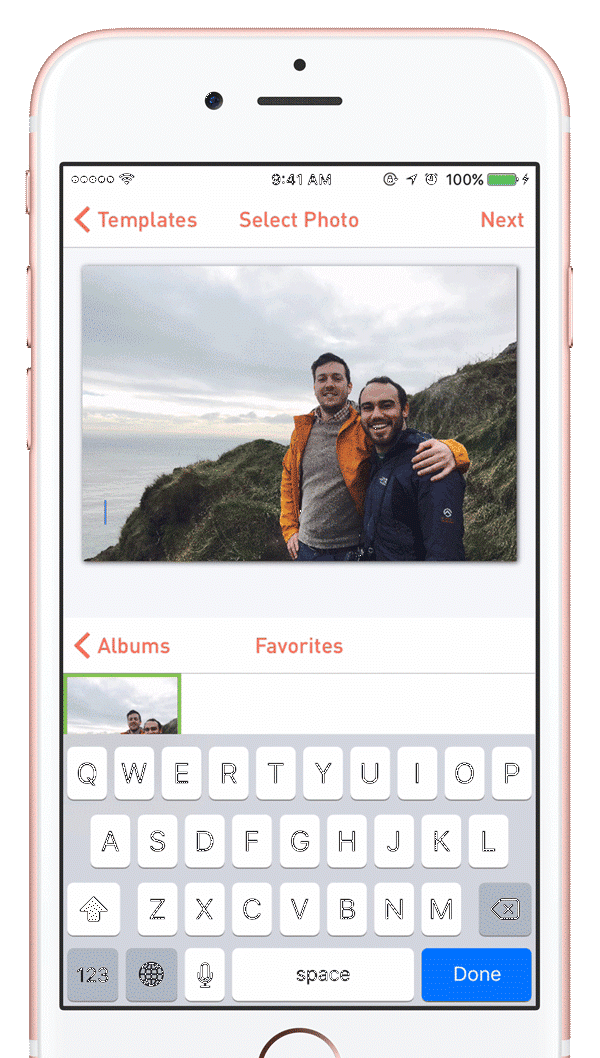 9:41 AM 100%
Templates Select Photo Next
Albums Favorites
Q W E R T Y U I O P
A S D F G H J K L
Z X C V B N M
123 space Done